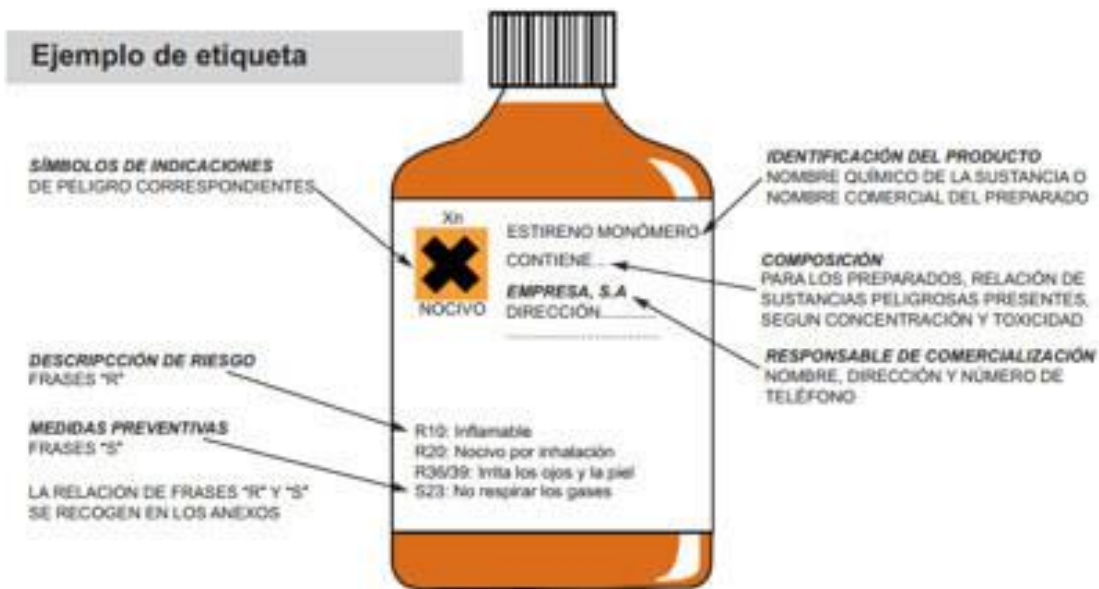 Ejemplo de etiqueta
SÍMBOLOS DE INDICACIONES
DE PELIGRO CORRESPONDIENTES
DESCRIPCCIÓN DE RIESGO
FRASES "R"
MEDIDAS PREVENTIVAS
FRASES "S"
LA RELACION DE FRASES "R" Y "S"
SE RECOGEN EN LOS ANEXOS
Xn
NOCIVO
ESTIRENO MONÓMERO
CONTIENE...
EMPRESA, S.A
DIRECCIÓN..........
R10: Inflamable
R20: Nocivo por inhalación
R36/39: Irrita los ojos y la piel
S23: No respirar los gases
IDENTIFICACIÓN DEL PRODUCTO
NOMBRE QUÍMICO DE LA SUSTANCIA O
NOMBRE COMERCIAL DEL PREPARADO
COMPOSICIÓN
PARA LOS PREPARADOS, RELACIÓN DE
SUSTANCIAS PELIGROSAS PRESENTES,
SEGUN CONCENTRACIÓN Y TOXICIDAD
RESPONSABLE DE COMERCIALIZACIÓN
NOMBRE, DIRECCIÓN Y NÚMERO DE
TELÉFONO